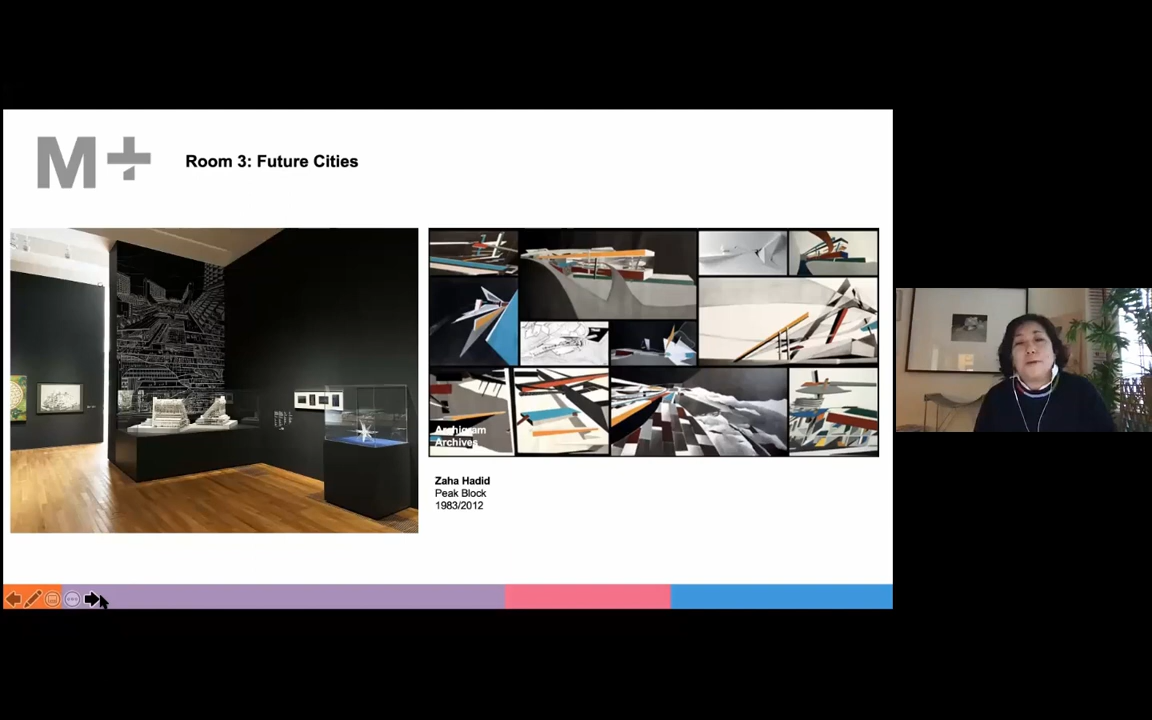 M+
Room 3: Future Cities
Archigram
Archives
Zaha Hadid
Peak Block
1983/2012